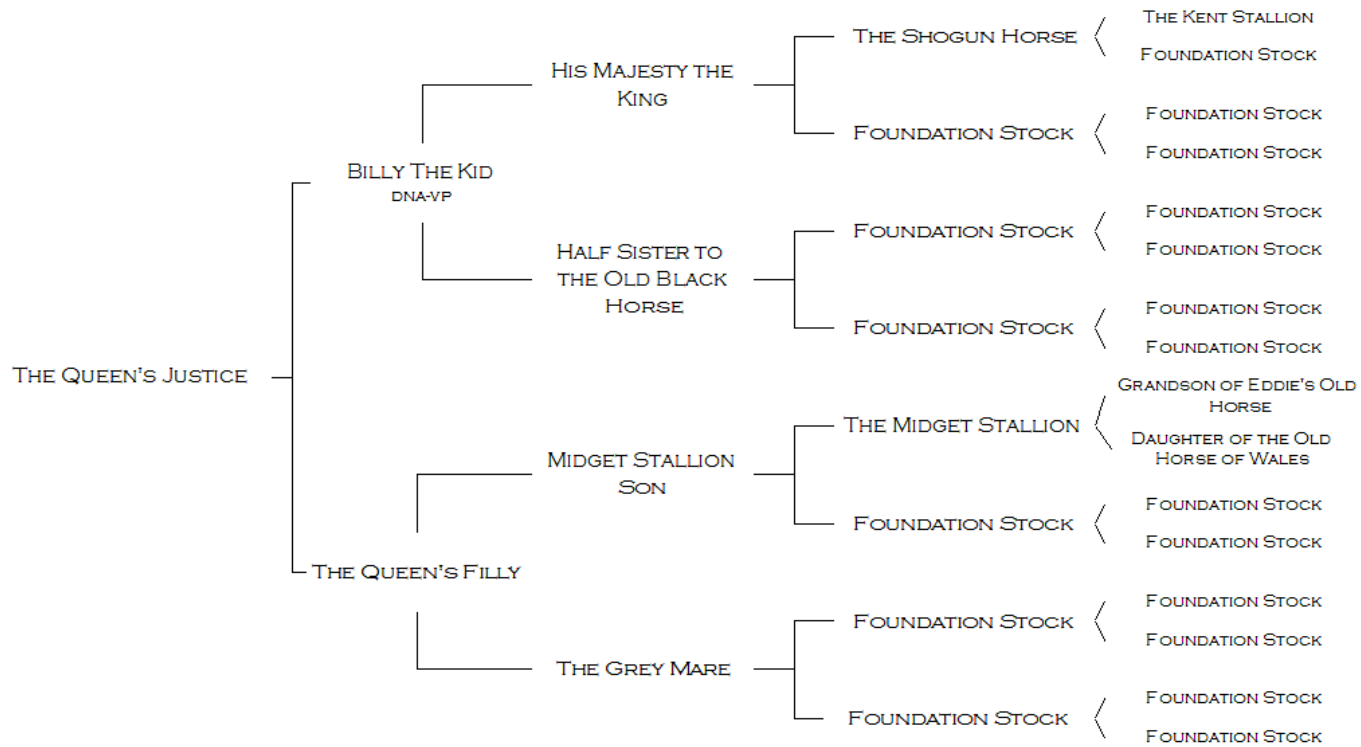 The Queen's Justice
Billy The Kid
DNA-VP
The Queen's Filly
His Majesty the
King
Half Sister to
the Old Black
Horse
Midget Stallion
Son
The Grey Mare
The Shogun Horse
Foundation Stock
Foundation Stock
Foundation Stock
The Midget Stallion
Foundation Stock
Foundation Stock
Foundation Stock
The Kent Stallion
Foundation Stock
Foundation Stock
Foundation Stock
Foundation Stock
Foundation Stock
Foundation Stock
Foundation Stock
Grandson of Eddie's Old
Horse
Daughter of the Old
Horse of Wales
Foundation Stock
Foundation Stock
Foundation Stock
Foundation Stock
Foundation Stock
Foundation Stock